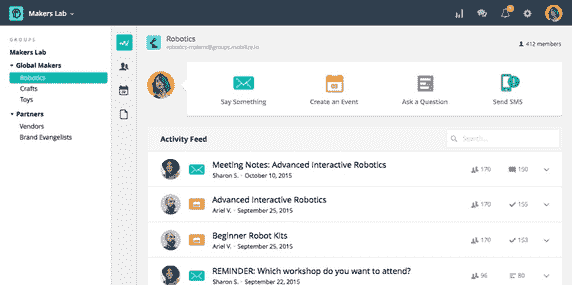 Makers Lab
GROUPS
Makers Lab
Global Makers
Robotics
Crafts
Toys
Partners
Vendors
Brand Evangelists
Robotics
robotics-makers@groups.mobilize.io
412 members
Say Something
Create an Event
Ask a Question
Send SMS
Activity Feed
Search...
Meeting Notes: Advanced Interactive Robotics
Sharon S. · October 10, 2015
170 150
Advanced Interactive Robotics
Ariel V. · September 25, 2015
170 155
Beginner Robot Kits
Ariel V. · September 25, 2015
170 153
REMINDER: Which workshop do you want to attend?
Sharon S. · September 22, 2015
96 80